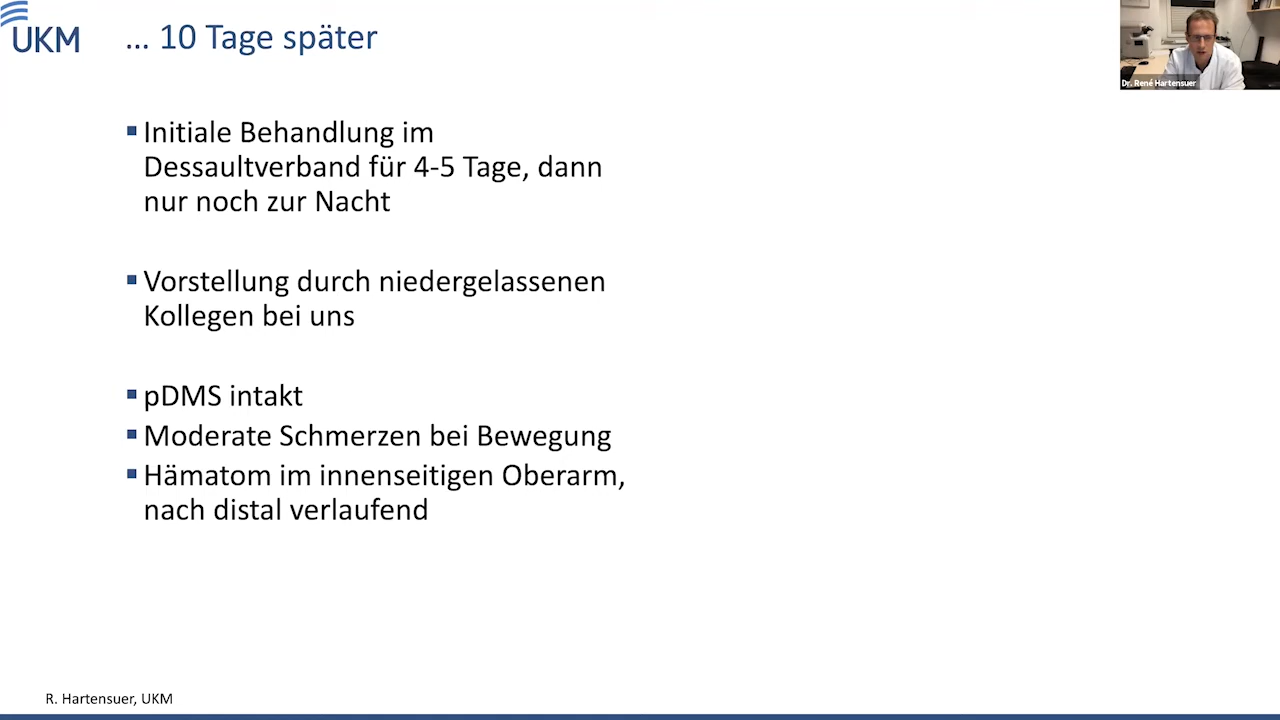 UKM
... 10 Tage später
Dr. René Hartensuer
▪ Initiale Behandlung im
Dessaultverband für 4-5 Tage, dann
nur noch zur Nacht
▪ Vorstellung durch niedergelassenen
Kollegen bei uns
▪ pDMS intakt
▪ Moderate Schmerzen bei Bewegung
▪ Hämatom im innenseitigen Oberarm,
nach distal verlaufend
R. Hartensuer, UKM